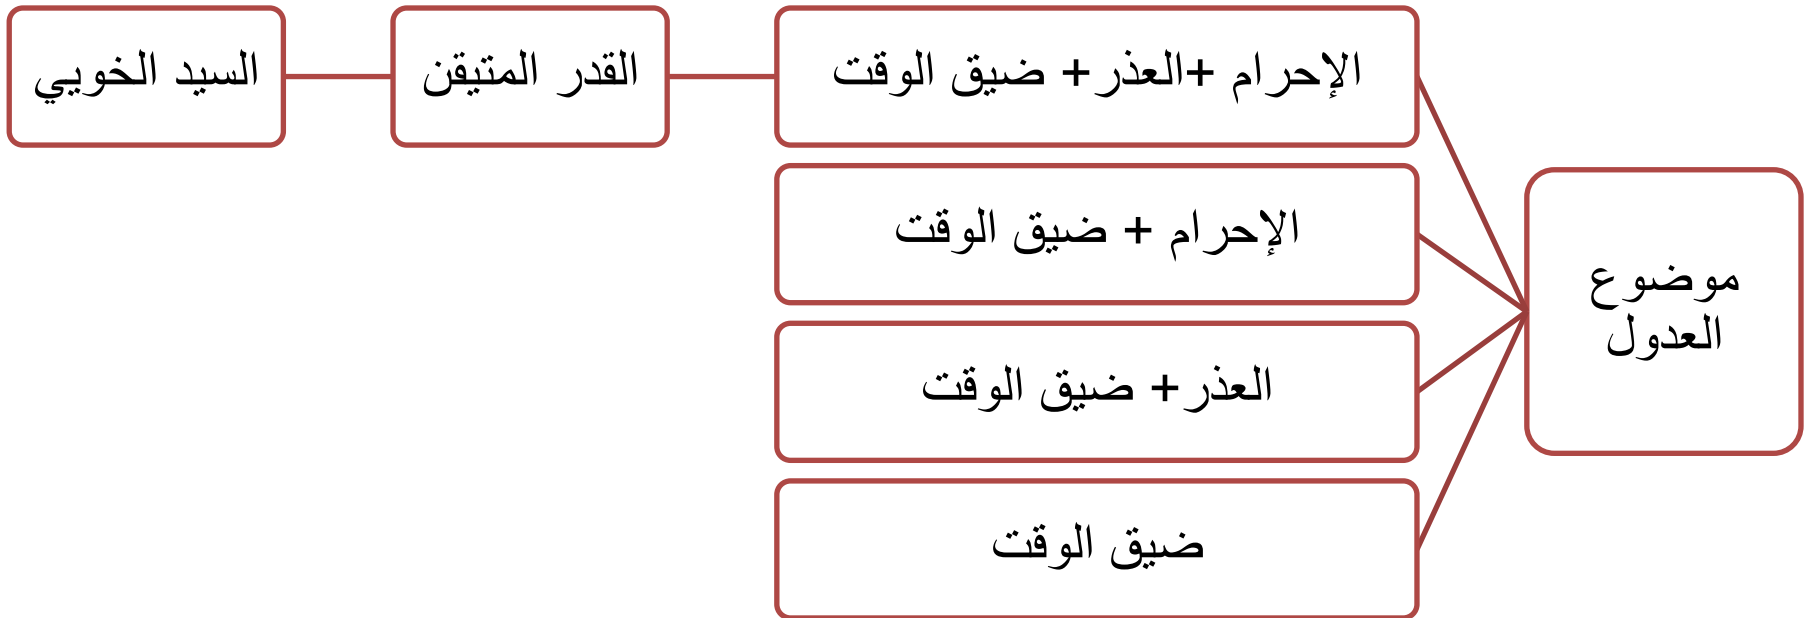 موضوع
العدول
الإحرام +العذر+ ضيق الوقت
القدر المتيقن
السيد الخويي
الإحرام + ضيق الوقت
العذر+ ضيق الوقت
ضيق الوقت